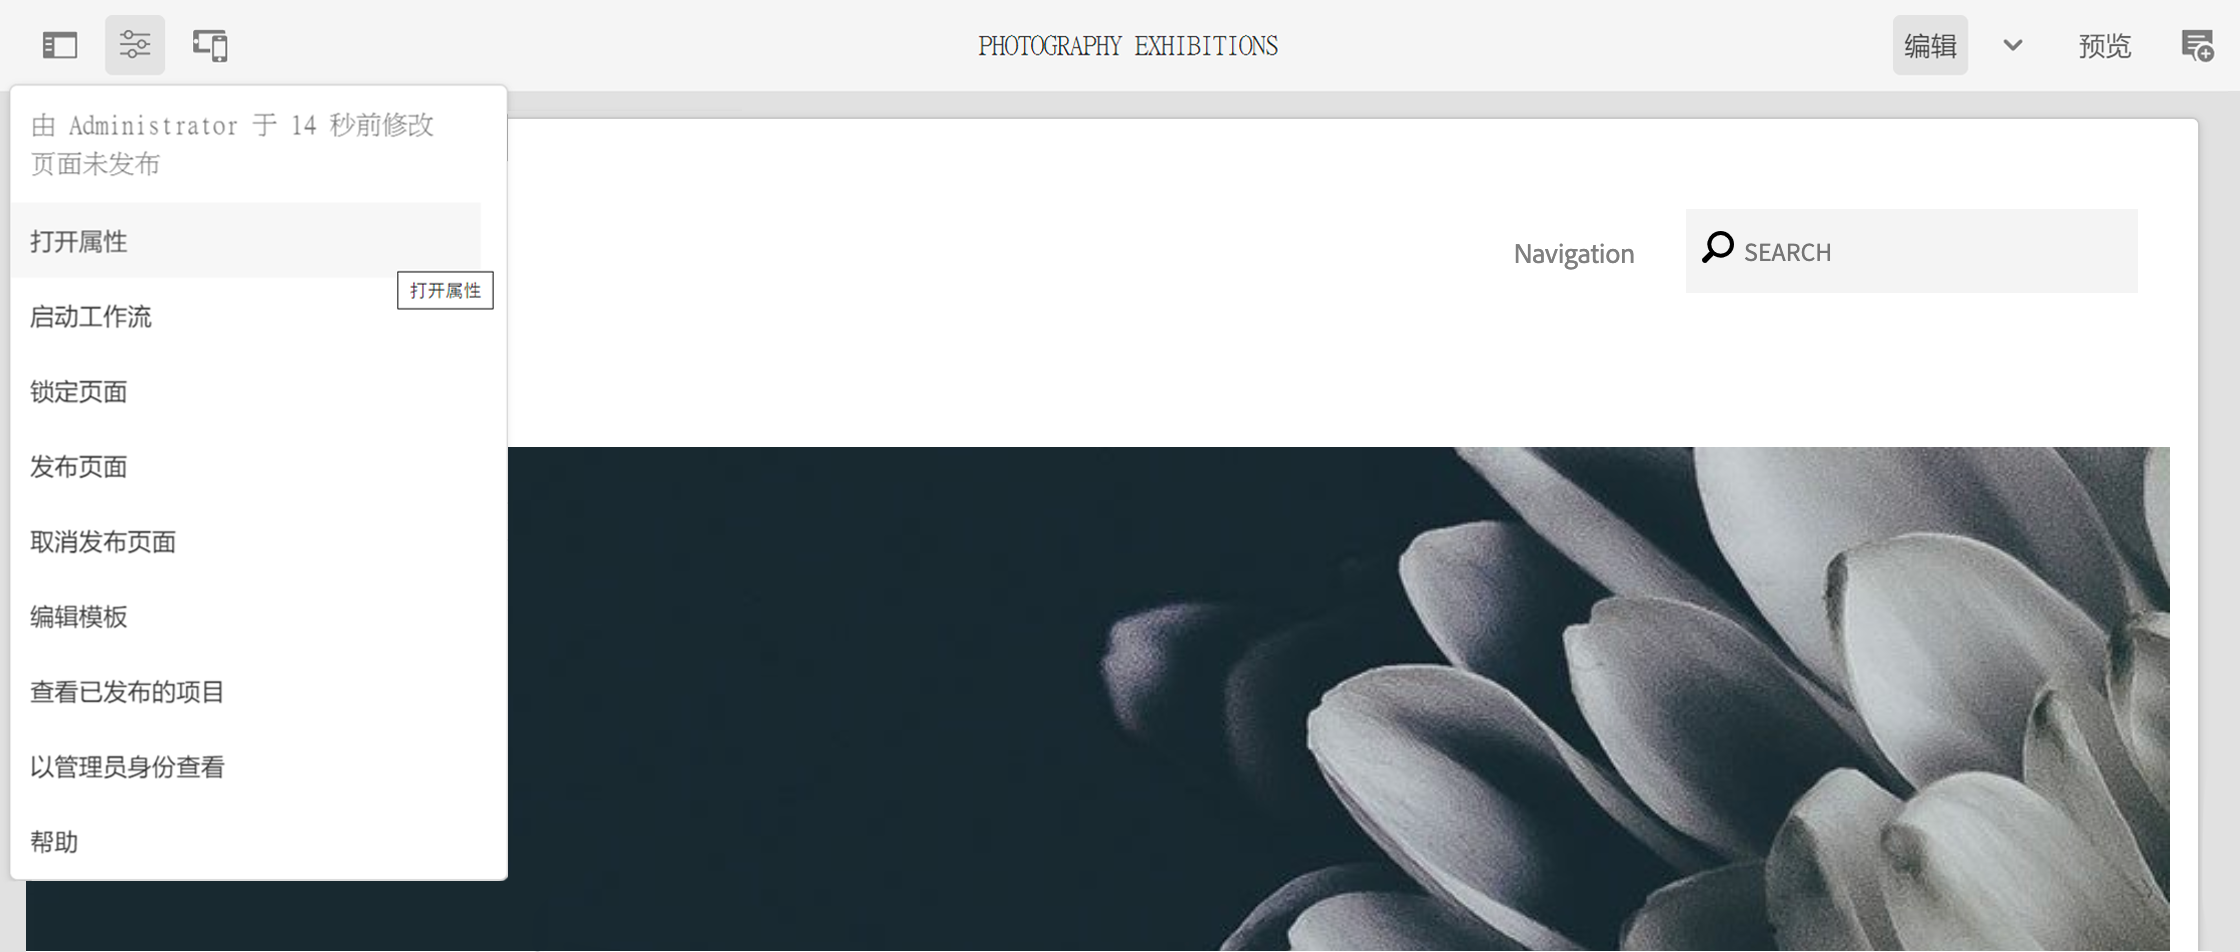 PHOTOGRAPHY EXHIBITIONS
编辑
预览
由 Administrator 于 14 秒前修改
页面未发布
打开属性
打开属性
启动工作流
锁定页面
发布页面
取消发布页面
编辑模板
查看已发布的项目
以管理员身份查看
帮助
Navigation
SEARCH